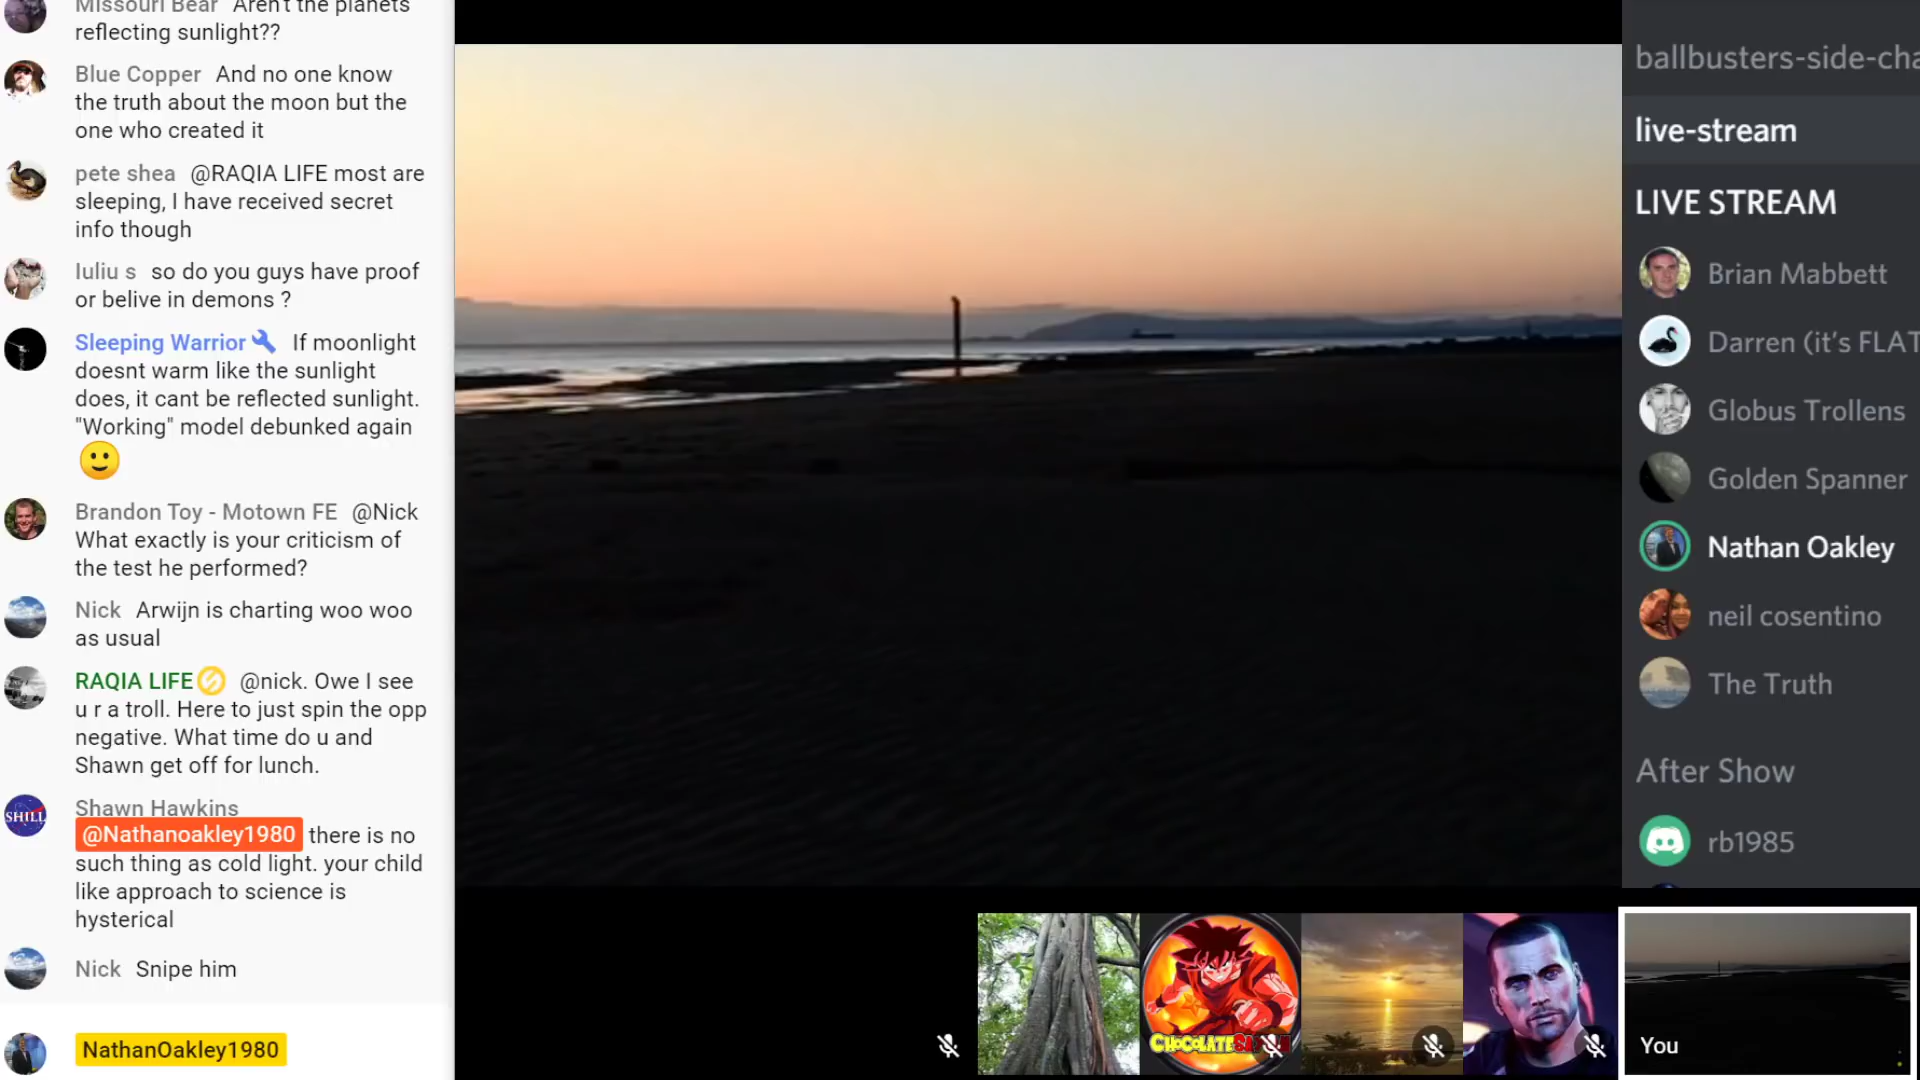 Missouri Bear Aren't the planets
reflecting sunlight??
Blue Copper And no one know
the truth about the moon but the
one who created it
pete shea @RAQIA LIFE most are
sleeping, I have received secret
info though
Iuliu s so do you guys have proof
or belive in demons ?
Sleeping Warrior If moonlight
doesnt warm like the sunlight
does, it cant be reflected sunlight.
"Working" model debunked again
Brandon Toy - Motown FE @Nick
What exactly is your criticism of
the test he performed?
Nick Arwijn is charting woo woo
as usual
RAQIA LIFE @nick. Owe I see
u r a troll. Here to just spin the opp
negative. What time do u and
Shawn get off for lunch.
SHILL
Shawn Hawkins
@Nathanoakley1980 there is no
such thing as cold light. your child
like approach to science is
hysterical
Nick Snipe him
NathanOakley1980
CHOCOLATE
You
ballbusters-side-cha
live-stream
LIVE STREAM
Brian Mabbett
Darren (it's FLAT
Globus Trollens
Golden Spanner
Nathan Oakley
neil cosentino
The Truth
After Show
rb1985